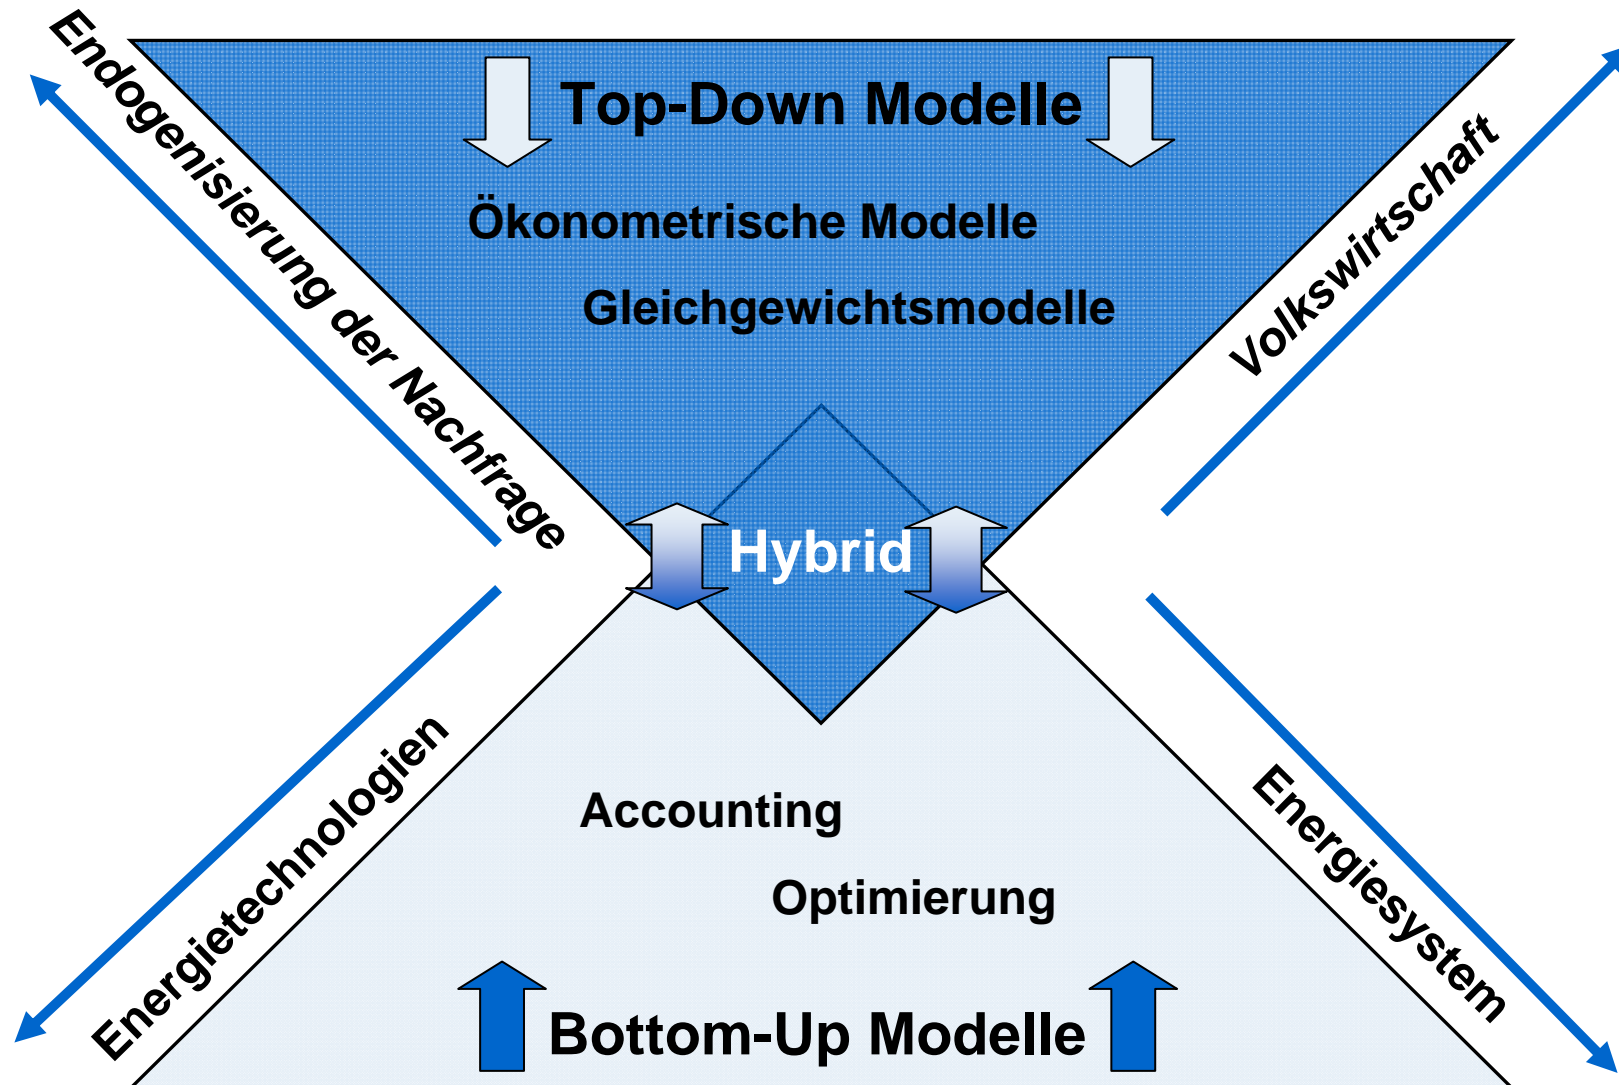 Endogenisierung der Nachfrage
Top-Down Modelle
Ökonometrische Modelle
Gleichgewichtsmodelle
Volkswirtschaft
Hybrid
Energietechnologien
Accounting
Optimierung
Energiesystem
Bottom-Up Modelle